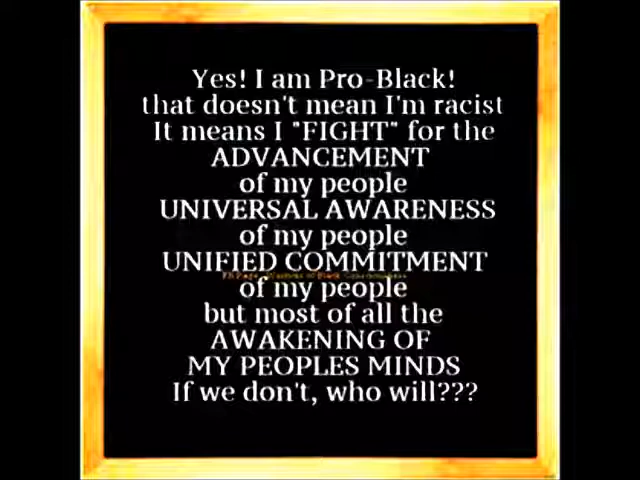 Yes! I am Pro-Black!
that doesn't mean I'm racist
It means I "FIGHT" for the
ADVANCEMENT
of my people
UNIVERSAL AWARENESS
of my people
UNIFIED COMMITMENT
of my people
but most of all the
AWAKENING OF
MY PEOPLES MINDS
If we don't, who will???